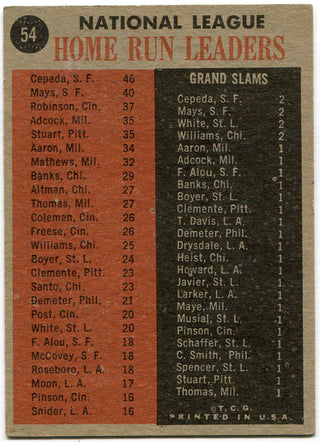 54
NATIONAL LEAGUE
HOME RUN LEADERS
Cepeda, S. F. 46
Mays, S. F. 40
Robinson, Cin. 37
Adcock, Mil. 35
Stuart, Pitt. 35
Aaron, Mil. 34
Mathews, Mil. 32
Banks, Chi. 29
Altman, Chi. 27
Thomas, Mil. 27
Coleman, Cin. 26
Freese, Cin. 26
Williams, Chi. 25
Boyer, St. L. 24
Clemente, Pitt. 23
Santo, Chi. 23
Demeter, Phil. 21
Post, Cin. 20
White, St. L. 20
F. Alou, S. F. 18
McCovey, S. F. 18
Roseboro, L. A. 18
Moon, L. A. 17
Pinson, Cin. 16
Snider, L. A. 16
GRAND SLAMS
Cepeda, S. F. 2
Mays, S. F. 2
White, St. L. 2
Williams, Chi. 2
Aaron, Mil. 1
Adcock, Mil. 1
F. Alou, S. F. 1
Banks, Chi. 1
Boyer, St. L. 1
Clemente, Pitt. 1
T. Davis, L. A. 1
Demeter, Phil. 1
Drysdale, L. A. 1
Heist, Chi. 1
Howard, L. A. 1
Javier, St. L. 1
Larker, L. A. 1
Maye, Mil. 1
Musial, St. L. 1
Pinson, Cin. 1
Schaffer, St. L. 1
C. Smith, Phil. 1
Spencer, St. L. 1
Stuart, Pitt. 1
Thomas, Mil. 1
© T. C. G.
PRINTED IN U.S.A.